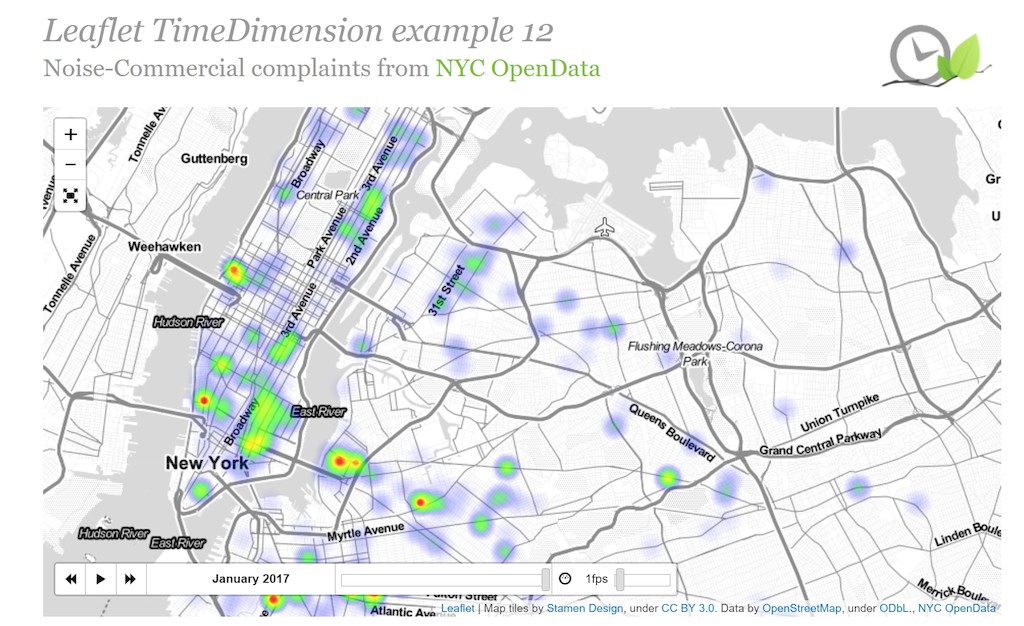 Leaflet TimeDimension example 12
Noise-Commercial complaints from NYC OpenData
+
−
Tonnelle Av
Guttenberg
Broadway
3rd Avenue
Central Park
Park Avenue
2nd Avenue
Weehawken
Tonnelle Avenue
31st Street
3rd Avenue
Hudson River
Flushing Meadows-Corona
Park
East River
Broadway
Queens Boulevard
Union Turnpike
Grand Central Parkway
New York
Myrtle Avenue
Hudson River
East River
Linden Boule
Merrick Boule
January 2017
1fps
Fulton Street
Atlantic Ave
Leaflet | Map tiles by Stamen Design, under CC BY 3.0. Data by OpenStreetMap, under ODbL., NYC OpenData